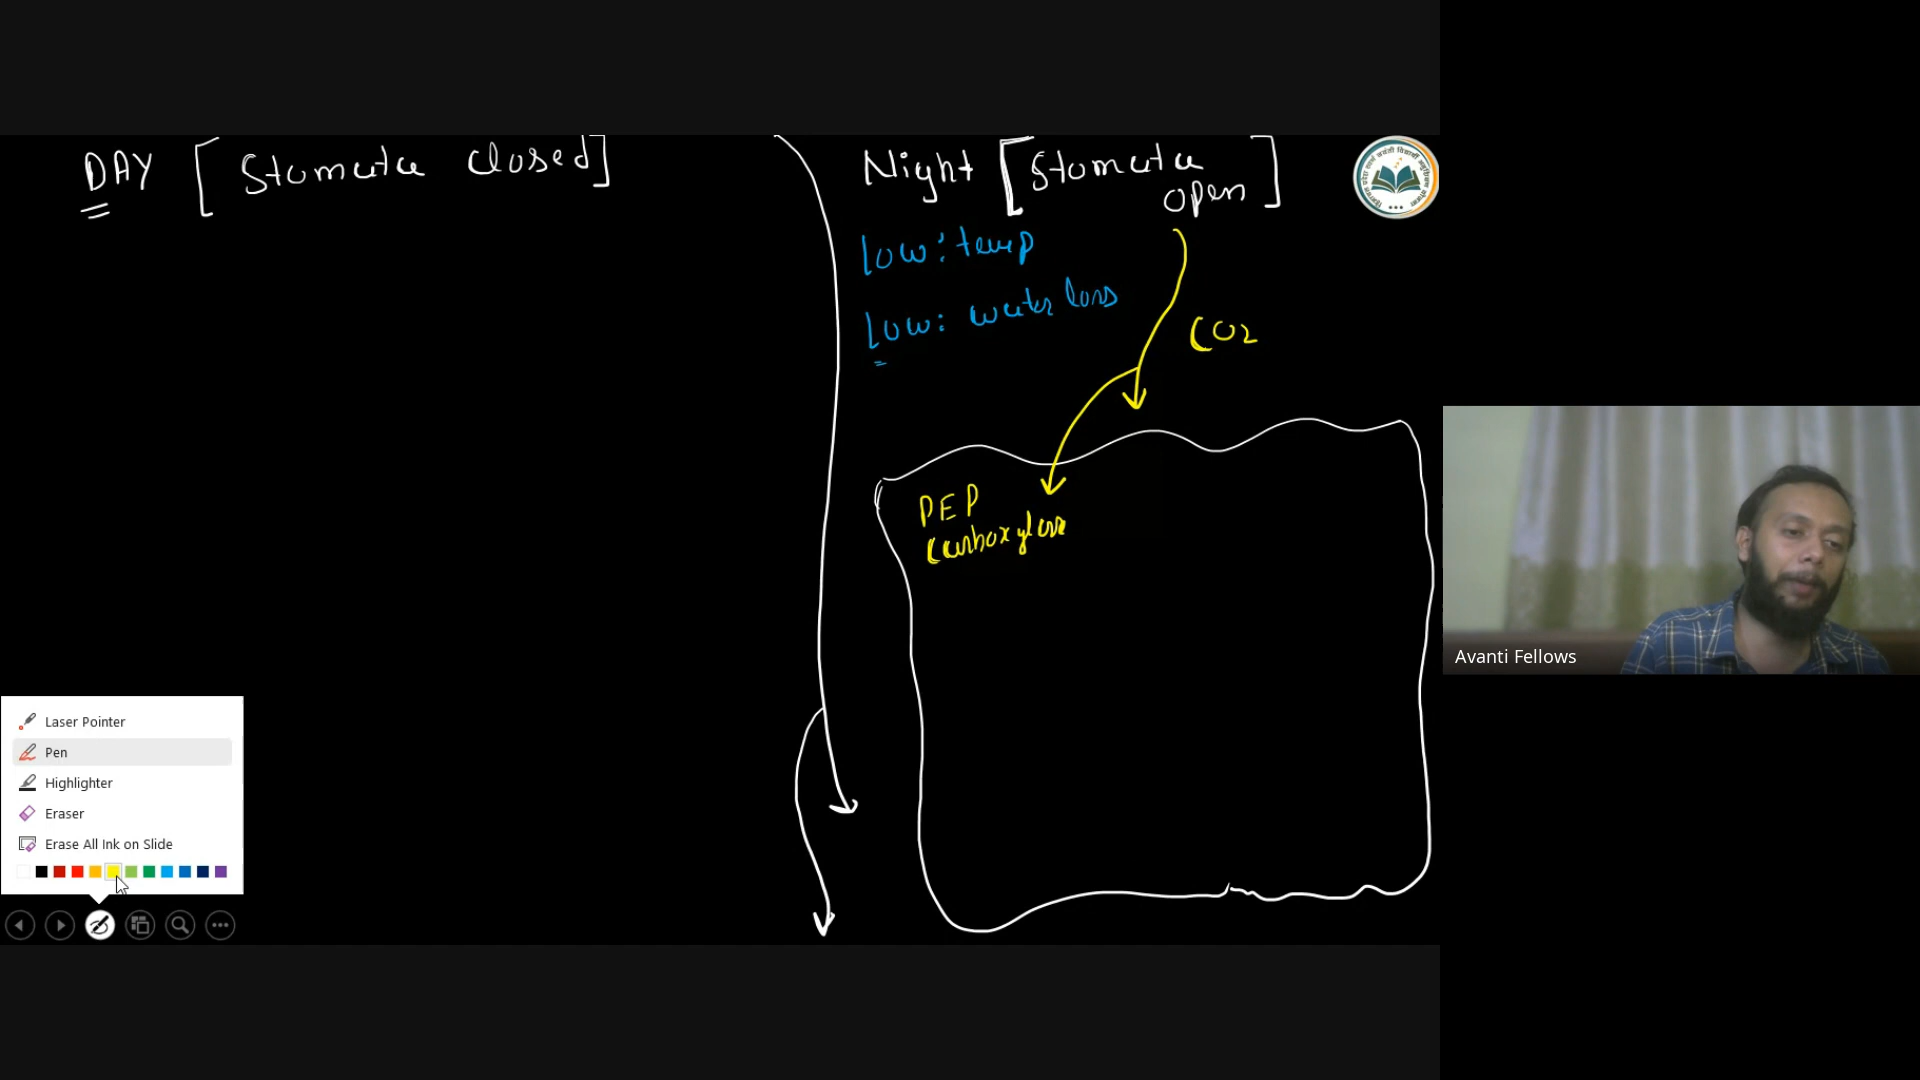 DAY [Stomata closed]
Night [Stomata open]
low: temp
low: water loss
CO2
PEP
Carboxylase
Avanti Fellows
Laser Pointer
Pen
Highlighter
Eraser
Erase All Ink on Slide